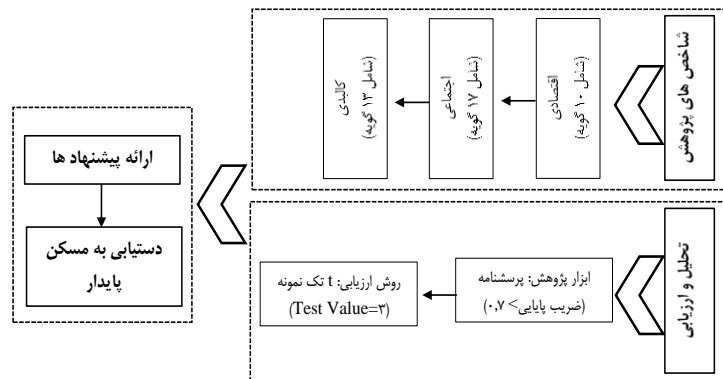 شاخص های پژوهش
اقتصادی
(شامل ۱۰ گویه)
اجتماعی
(شامل ۱۷ گویه)
کالبدی
(شامل ۱۳ گویه)
تحلیل و ارزیابی
ابزار پژوهش: پرسشنامه
(ضریب پایایی> ۰,۷)
روش ارزیابی: t تک نمونه
(Test Value=۳)
ارائه پیشنهاد ها
دستیابی به مسکن
پایدار